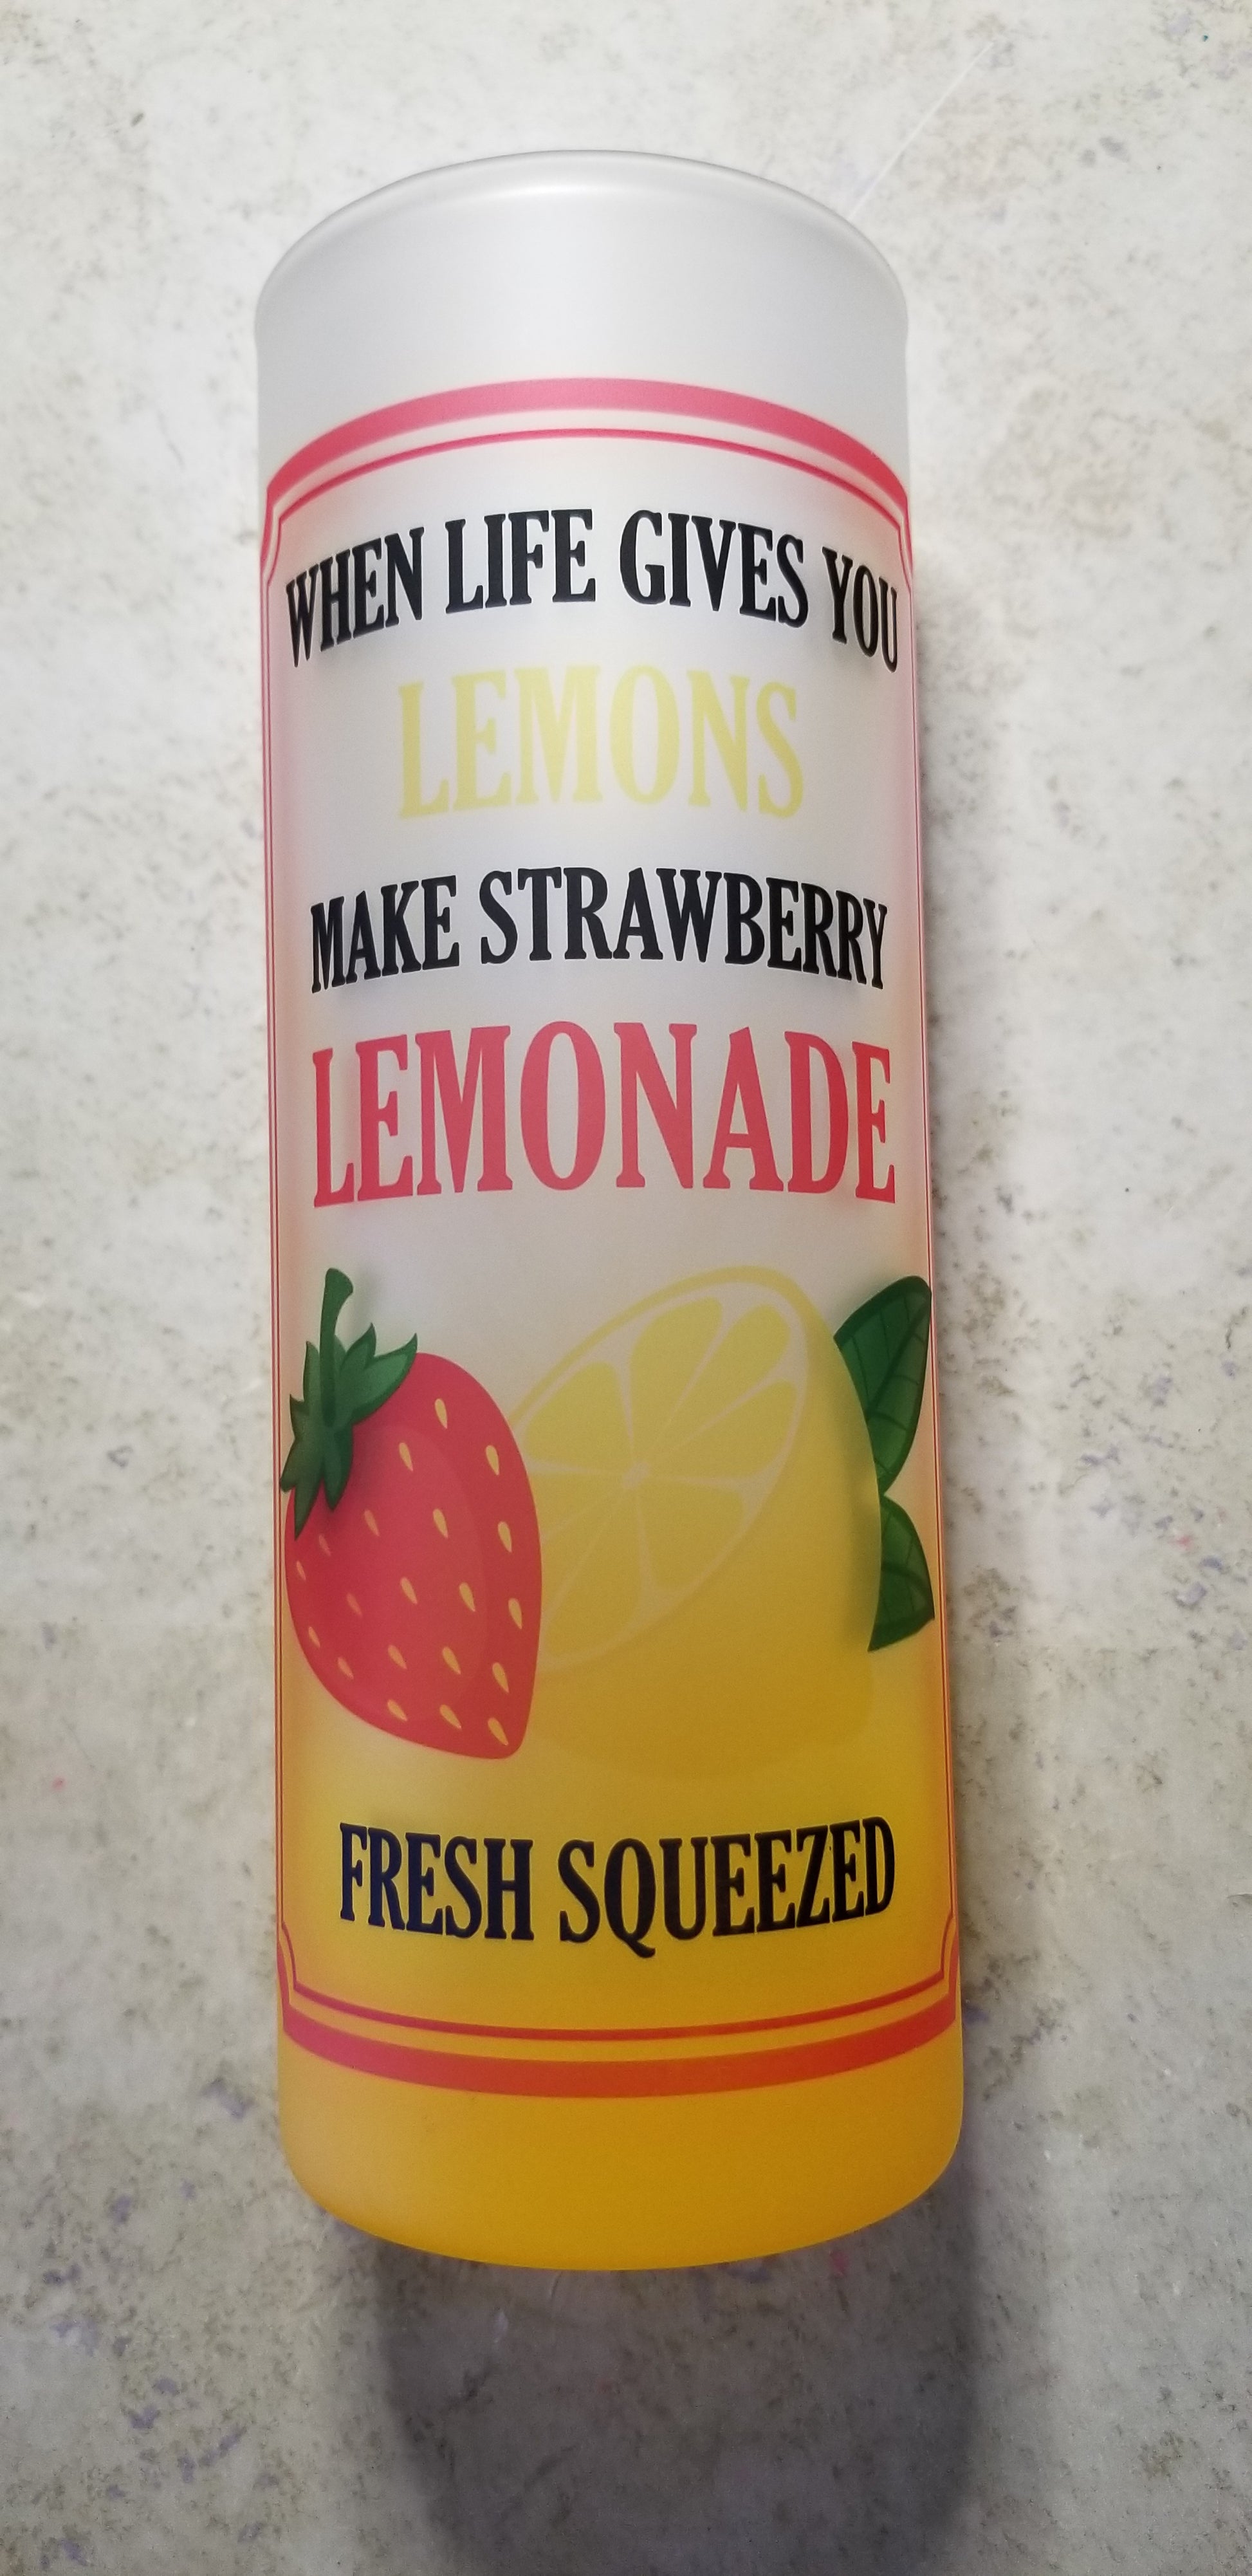 WHEN LIFE GIVES YOU
LEMONS
MAKE STRAWBERRY
LEMONADE
FRESH SQUEEZED